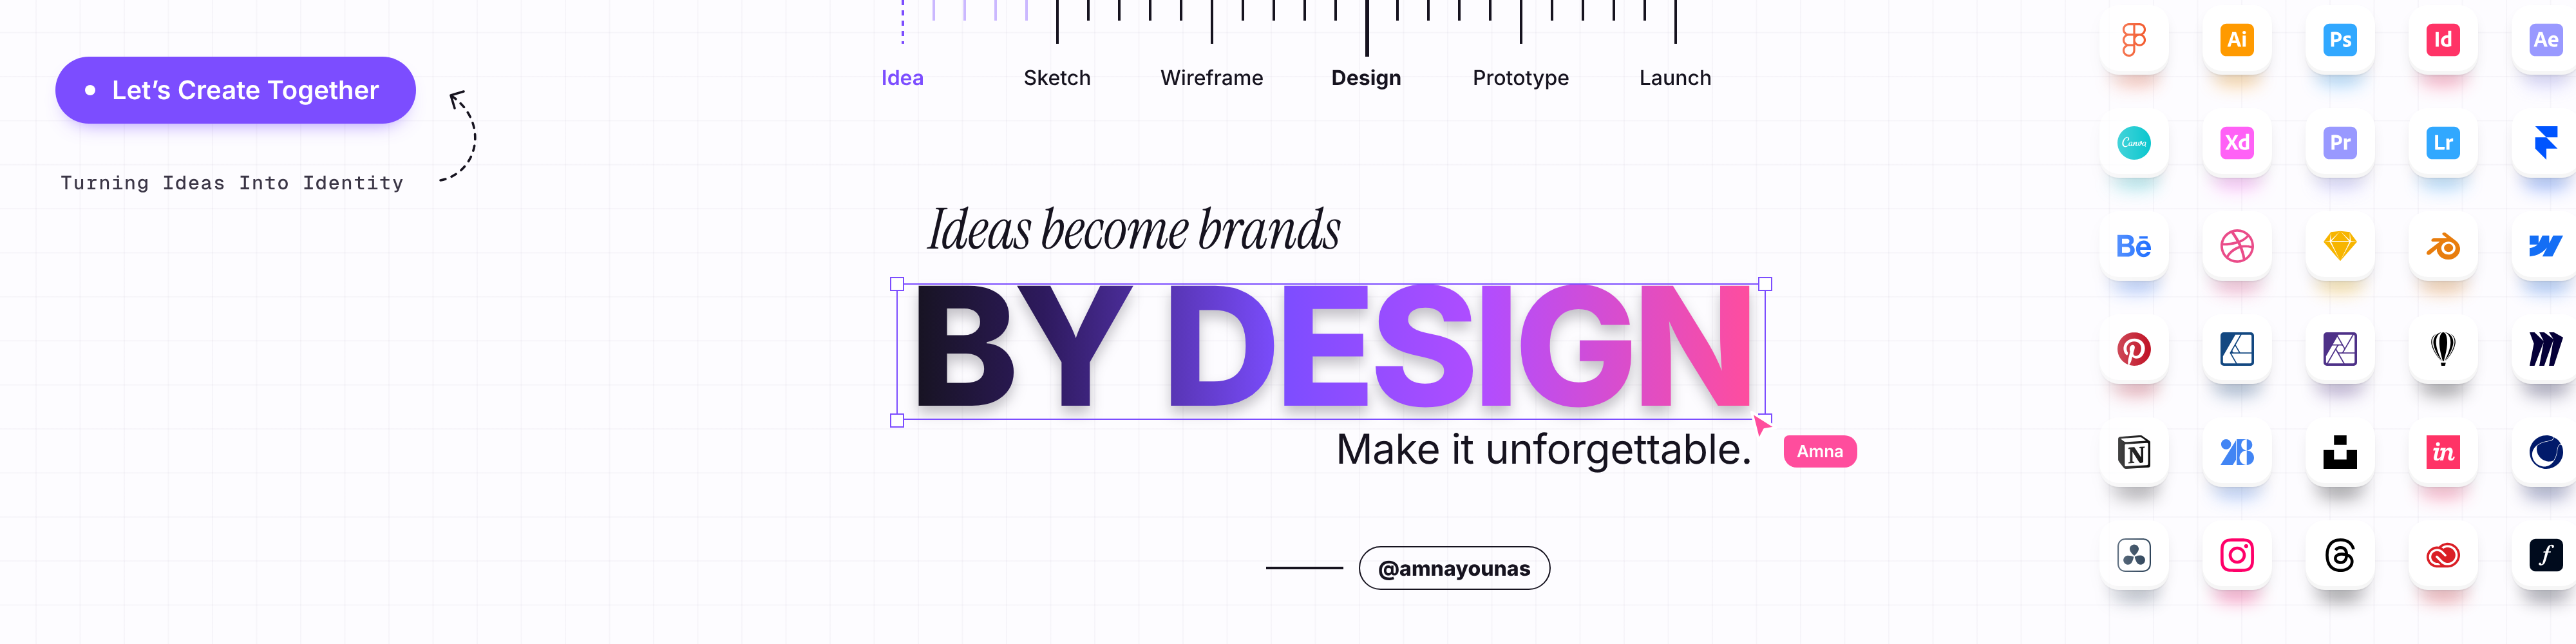 Let’s Create Together
Turning Ideas Into Identity
Idea
Sketch
Wireframe
Design
Prototype
Launch
Ideas become brands
BY DESIGN
Make it unforgettable.
Amna
@amnayounas
Ai
Ps
Id
Ae
Canva
Xd
Pr
Lr
Bē
N
in
f